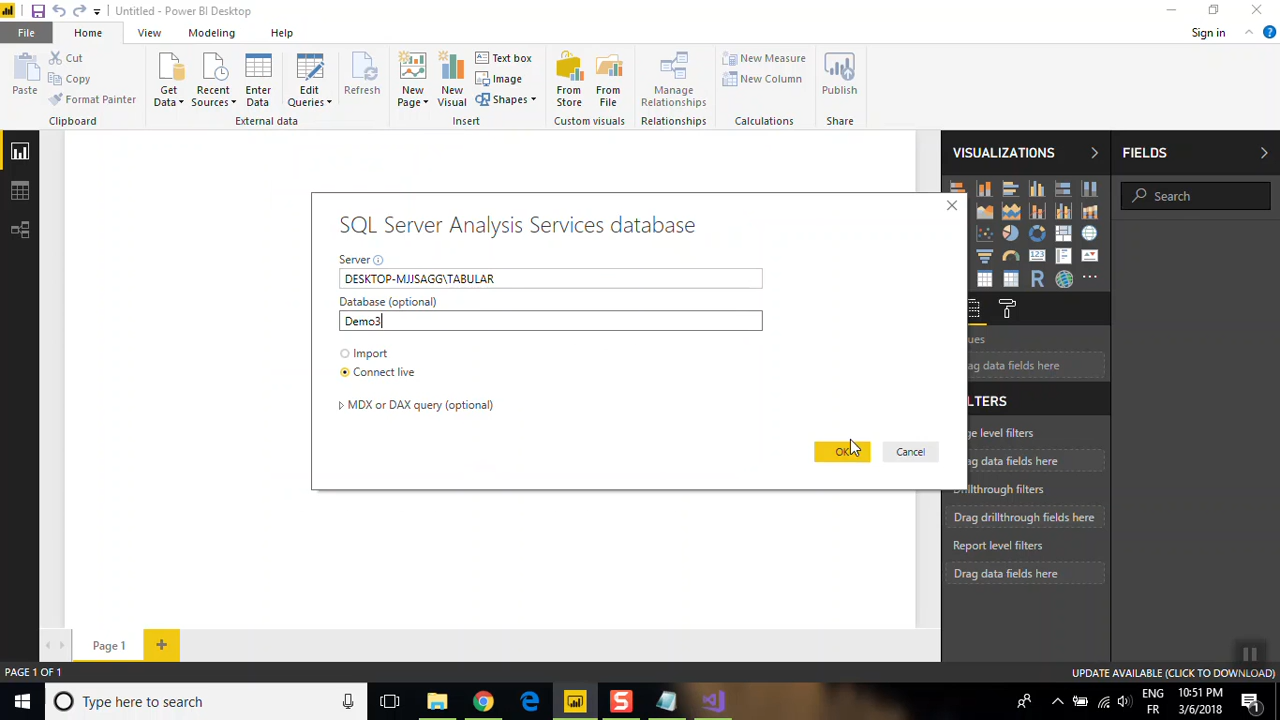 Untitled - Power BI Desktop
File Home View Modeling Help Sign in
Paste
Cut
Copy
Format Painter
Clipboard
Get Data
Recent Sources
Enter Data
Edit Queries
Refresh
External data
New Page
New Visual
Text box
Image
Shapes
Insert
From Store
From File
Custom visuals
Manage Relationships
Relationships
New Measure
New Column
Calculations
Publish
Share
SQL Server Analysis Services database
Server
DESKTOP-MJJSAGG\TABULAR
Database (optional)
Demo3
Import
Connect live
MDX or DAX query (optional)
OK Cancel
VISUALIZATIONS
R
ues
ag data fields here
LTERS
ge level filters
ag data fields here
rillthrough filters
Drag drillthrough fields here
Report level filters
Drag data fields here
FIELDS
Search
Page 1
PAGE 1 OF 1
UPDATE AVAILABLE (CLICK TO DOWNLOAD)
Type here to search
ENG
FR
10:51 PM
3/6/2018